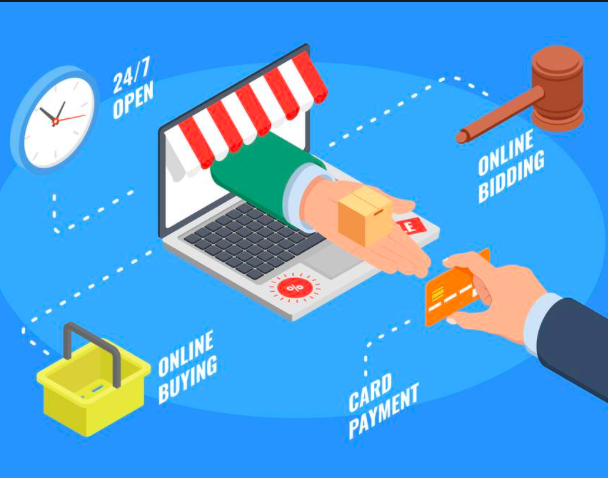 24/7
OPEN
ONLINE
BIDDING
%
ONLINE
BUYING
CARD
PAYMENT